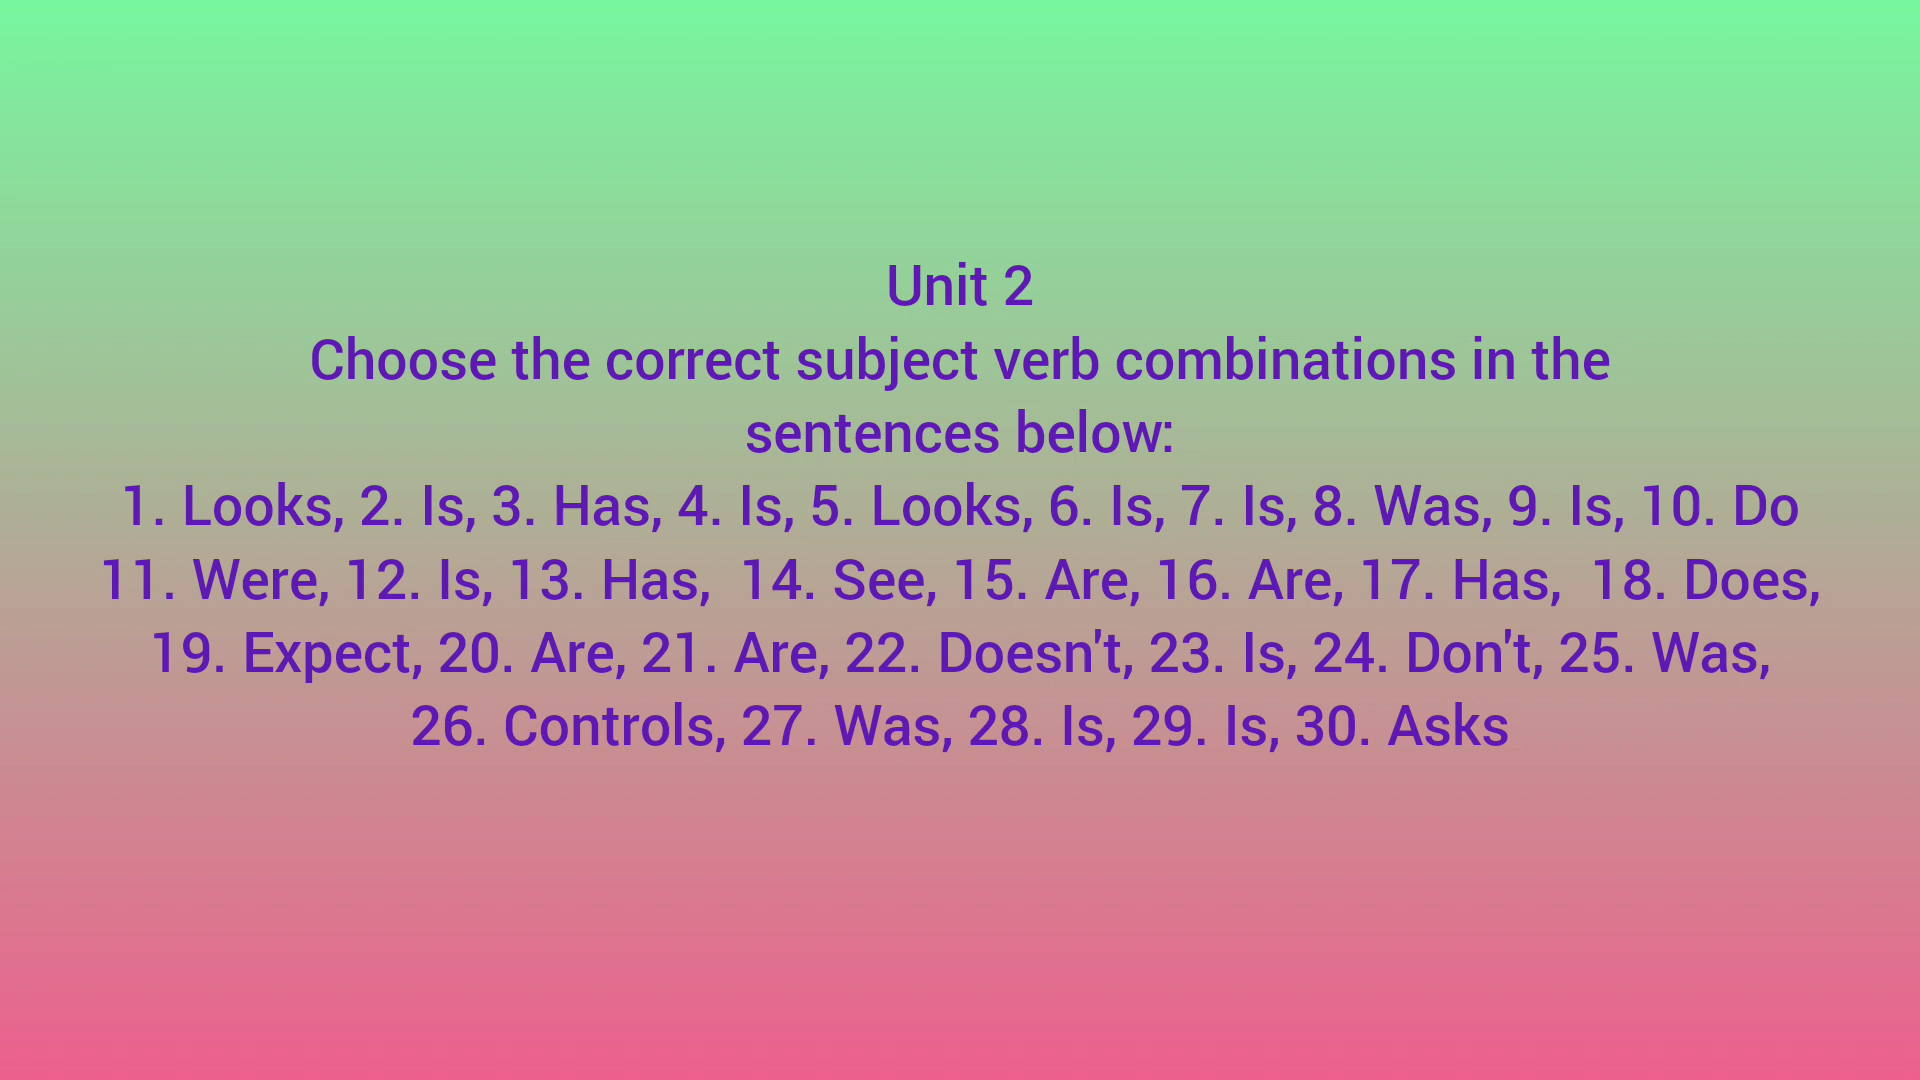 Unit 2
Choose the correct subject verb combinations in the
sentences below:
1. Looks, 2. Is, 3. Has, 4. Is, 5. Looks, 6. Is, 7. Is, 8. Was, 9. Is, 10. Do
11. Were, 12. Is, 13. Has,  14. See, 15. Are, 16. Are, 17. Has,  18. Does,
19. Expect, 20. Are, 21. Are, 22. Doesn't, 23. Is, 24. Don't, 25. Was,
26. Controls, 27. Was, 28. Is, 29. Is, 30. Asks